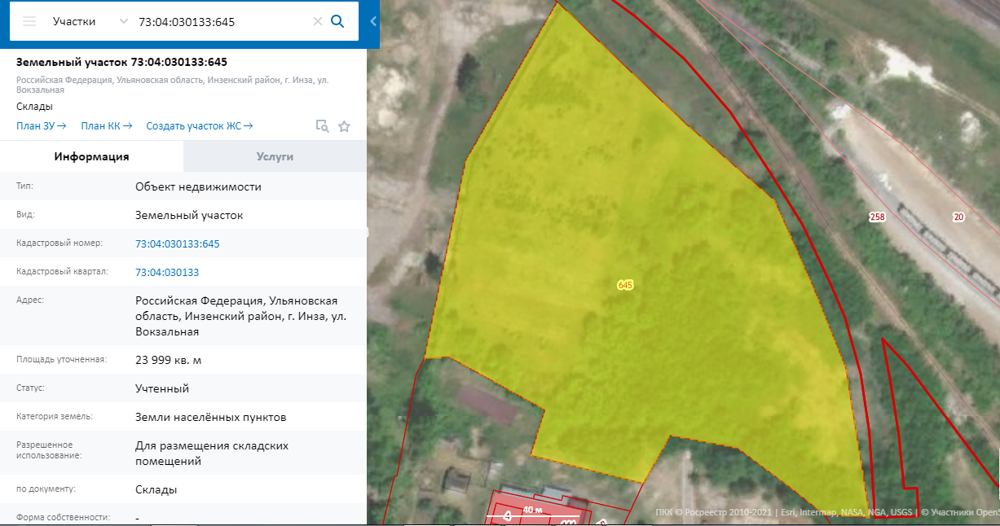 Участки 73:04:030133:645
Земельный участок 73:04:030133:645
Российская Федерация, Ульяновская область, Инзенский район, г. Инза, ул.
Вокзальная
Склады
План ЗУ → План КК → Создать участок ЖС →
Информация Услуги
Тип: Объект недвижимости
Вид: Земельный участок
Кадастровый номер: 73:04:030133:645
Кадастровый квартал: 73:04:030133
Адрес: Российская Федерация, Ульяновская
область, Инзенский район, г. Инза, ул.
Вокзальная
Площадь уточненная: 23 999 кв. м
Статус: Учтенный
Категория земель: Земли населённых пунктов
Разрешенное
использование:
Для размещения складских
помещений
по документу: Склады
Форма собственности: -
258
20
645
40 м
4
ПКК © Росреестр 2010-2021 | Esri, Intermap, NASA, NGA, USGS | © Участники OpenS